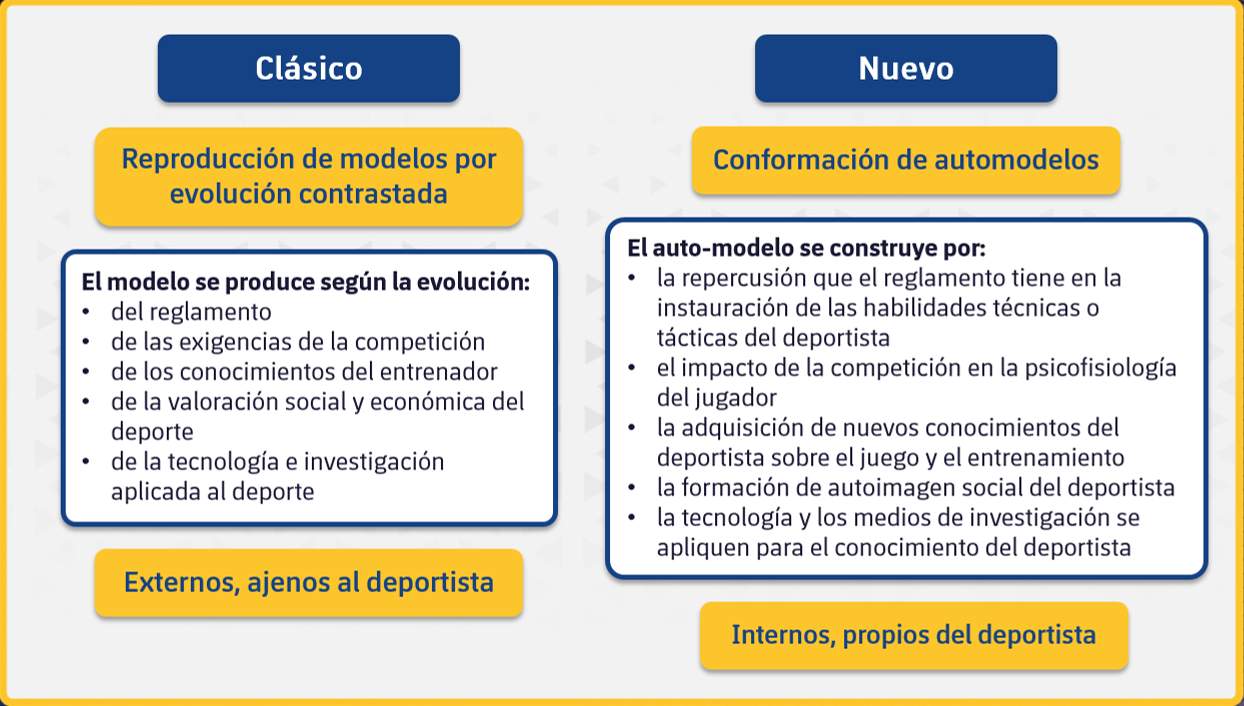 Clásico
Reproducción de modelos por
evolución contrastada
El modelo se produce según la evolución:
• del reglamento
• de las exigencias de la competición
• de los conocimientos del entrenador
• de la valoración social y económica del
deporte
• de la tecnología e investigación
aplicada al deporte
Externos, ajenos al deportista
Nuevo
Conformación de automodelos
El auto-modelo se construye por:
• la repercusión que el reglamento tiene en la
instauración de las habilidades técnicas o
tácticas del deportista
• el impacto de la competición en la psicofisiología
del jugador
• la adquisición de nuevos conocimientos del
deportista sobre el juego y el entrenamiento
• la formación de autoimagen social del deportista
• la tecnología y los medios de investigación se
apliquen para el conocimiento del deportista
Internos, propios del deportista